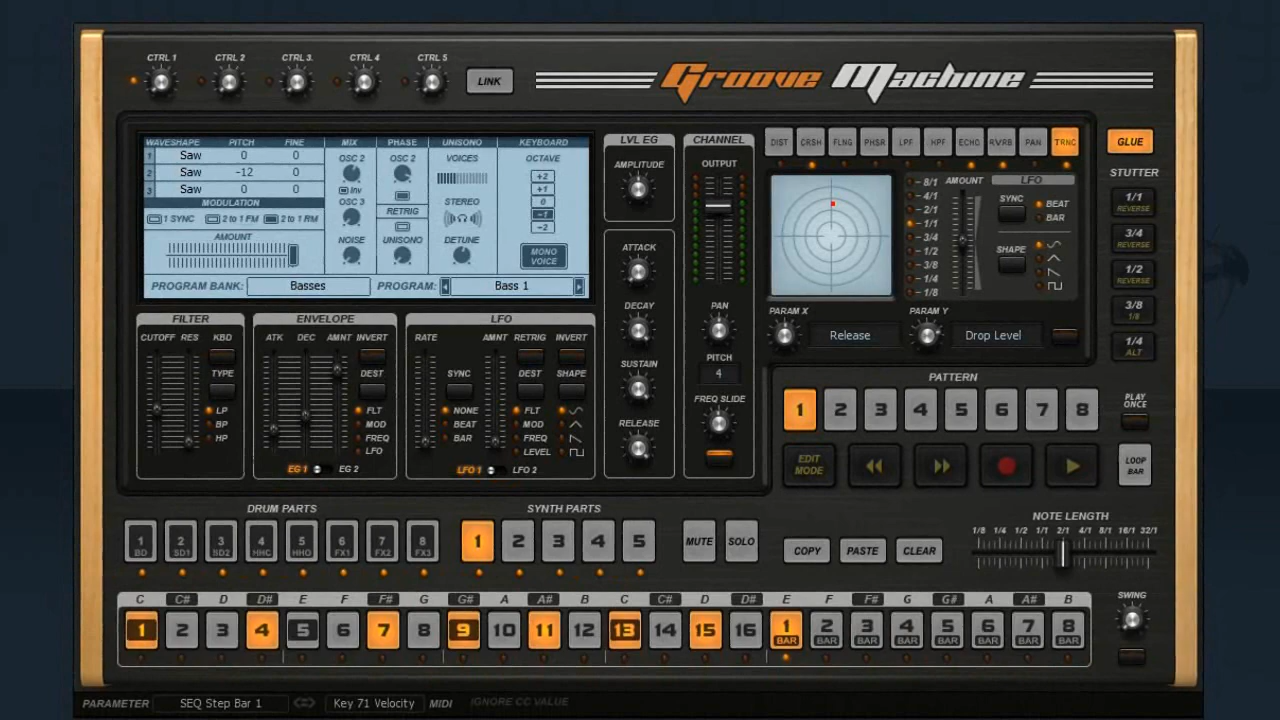 CTRL 1 CTRL 2 CTRL 3 CTRL 4 CTRL 5
LINK
Groove Machine
WAVESHAPE PITCH FINE MIX PHASE UNISONO KEYBOARD
1 Saw 0 0
2 Saw -12 0
3 Saw 0 0
OSC 2 OSC 2 VOICES OCTAVE
Inv
OSC 3
RETRIG
STEREO
+2
+1
0
-1
-2
MODULATION
1 SYNC 2 to 1 FM 2 to 1 RM
AMOUNT NOISE UNISONO DETUNE
MONO
VOICE
PROGRAM BANK: Basses PROGRAM: Bass 1
FILTER
CUTOFF RES KBD
TYPE
LP
BP
HP
ENVELOPE
ATK DEC AMNT INVERT
DEST
FLT
MOD
FREQ
LFO
EG 1 EG 2
LFO
RATE AMNT RETRIG INVERT
SYNC DEST SHAPE
NONE FLT
BEAT MOD
BAR FREQ
LEVEL
LFO 1 LFO 2
LVL EG
AMPLITUDE
ATTACK
DECAY
SUSTAIN
RELEASE
CHANNEL
OUTPUT
PAN
PITCH
4
FREQ SLIDE
DIST CRSH FLNG PHSR LPF HPF ECHO RVRB PAN TRNC
8/1
4/1
2/1
1/1
3/4
1/2
3/8
1/4
1/8
AMOUNT
LFO
SYNC
BEAT
BAR
SHAPE
PARAM X Release PARAM Y Drop Level
GLUE
STUTTER
1/1
REVERSE
3/4
REVERSE
1/2
REVERSE
3/8
1/8
1/4
ALT
PATTERN
1 2 3 4 5 6 7 8
PLAY
ONCE
EDIT
MODE
LOOP
BAR
DRUM PARTS
1 2 3 4 5 6 7 8
BD SD1 SD2 HHC HHO FX1 FX2 FX3
SYNTH PARTS
1 2 3 4 5
MUTE SOLO
COPY PASTE CLEAR
NOTE LENGTH
1/8 1/4 1/2 1/1 2/1 4/1 8/1 16/1 32/1
C C# D D# E F F# G G# A A# B C C# D D# E F F# G G# A A# B
1 2 3 4 5 6 7 8 9 10 11 12 13 14 15 16 1 2 3 4 5 6 7 8
BAR BAR BAR BAR BAR BAR BAR BAR
SWING
PARAMETER SEQ Step Bar 1 Key 71 Velocity MIDI IGNORE CC VALUE